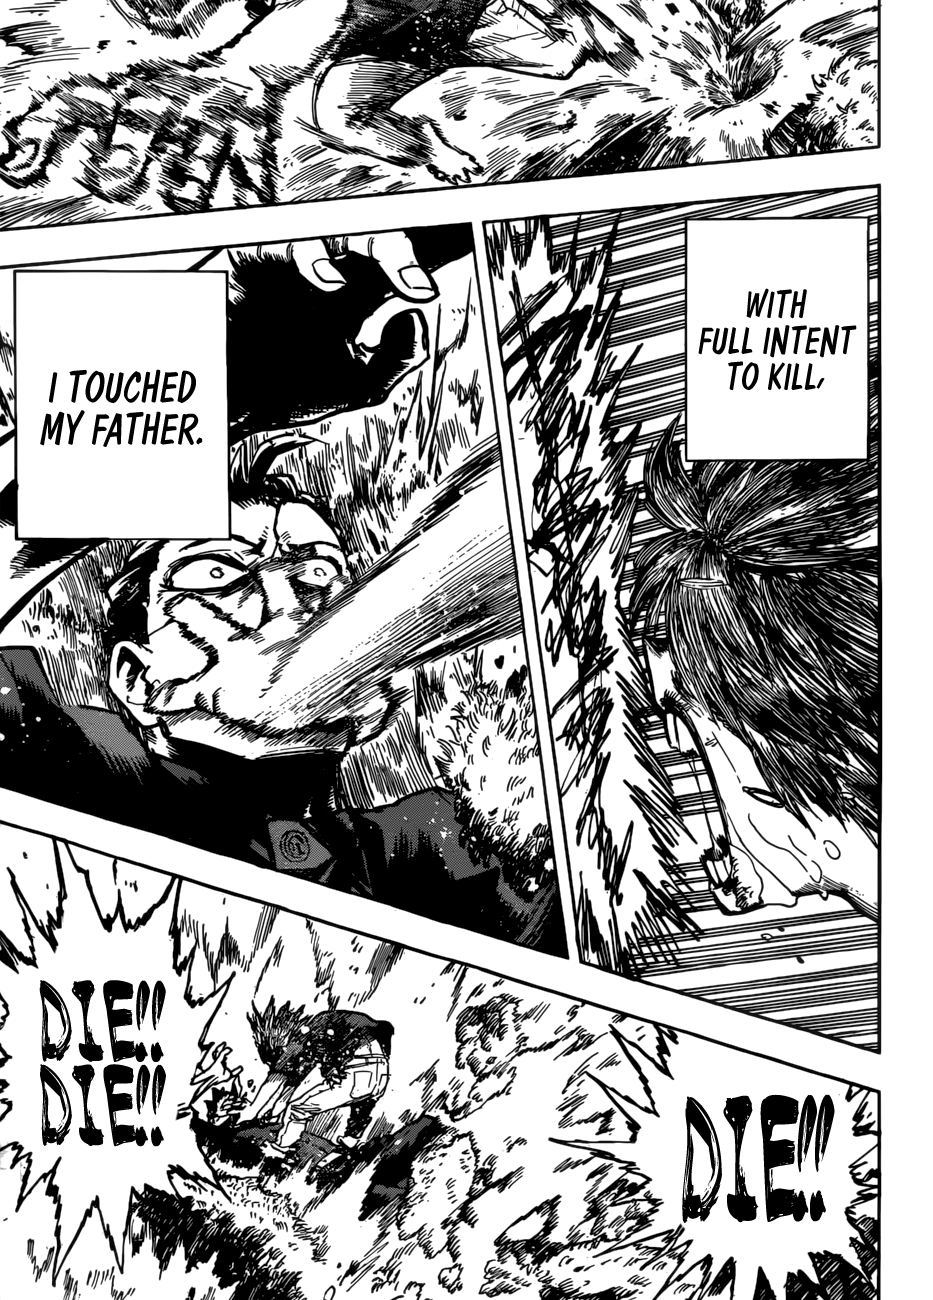 WITH
FULL INTENT
TO KILL,
I TOUCHED
MY FATHER.
DIE!!
DIE!!
DIE!!